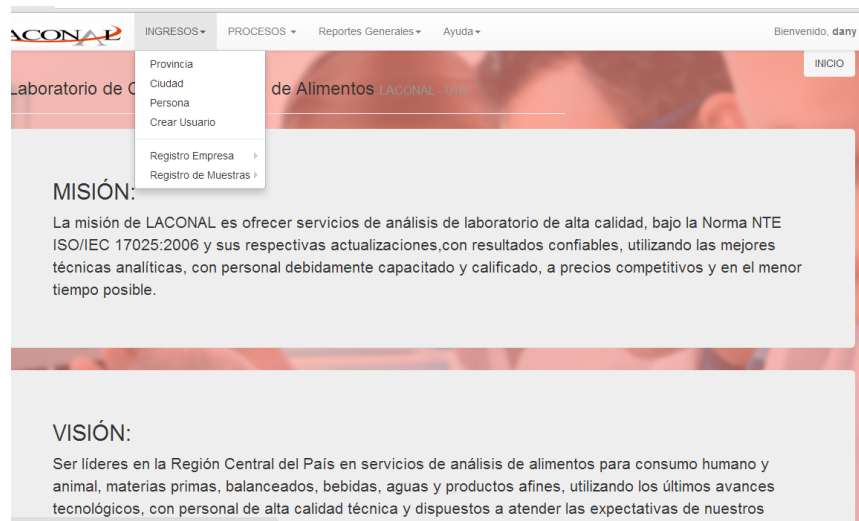 ACONAL INGRESOS PROCESOS Reportes Generales Ayuda Bienvenido, dany
INICIO
Provincia
Ciudad
Persona
Crear Usuario
Registro Empresa
Registro de Muestras
Laboratorio de C de Alimentos LACONAL - UTA
MISIÓN:
La misión de LACONAL es ofrecer servicios de análisis de laboratorio de alta calidad, bajo la Norma NTE
ISO/IEC 17025:2006 y sus respectivas actualizaciones,con resultados confiables, utilizando las mejores
técnicas analíticas, con personal debidamente capacitado y calificado, a precios competitivos y en el menor
tiempo posible.
VISIÓN:
Ser líderes en la Región Central del País en servicios de análisis de alimentos para consumo humano y
animal, materias primas, balanceados, bebidas, aguas y productos afines, utilizando los últimos avances
tecnológicos, con personal de alta calidad técnica y dispuestos a atender las expectativas de nuestros